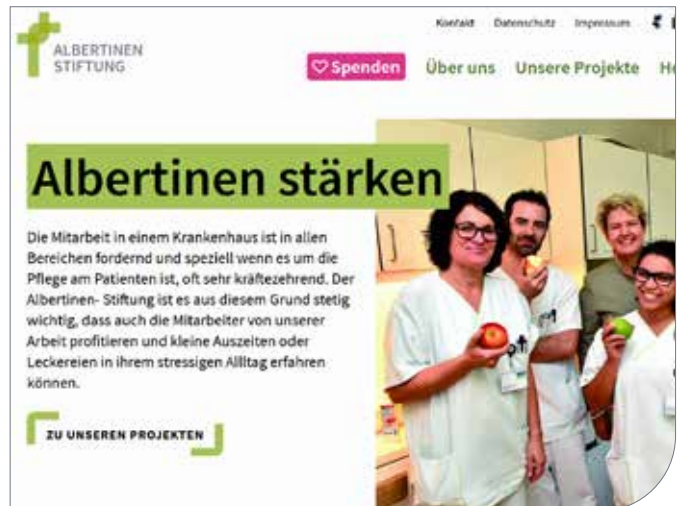 Kontakt Datenschutz Impressum
ALBERTINEN
STIFTUNG
Spenden Über uns Unsere Projekte
Albertinen stärken
Die Mitarbeit in einem Krankenhaus ist in allen
Bereichen fordernd und speziell wenn es um die
Pflege am Patienten ist, oft sehr kräftezehrend. Der
Albertinen- Stiftung ist es aus diesem Grund stetig
wichtig, dass auch die Mitarbeiter von unserer
Arbeit profitieren und kleine Auszeiten oder
Leckereien in ihrem stressigen Allltag erfahren
können.
ZU UNSEREN PROJEKTEN